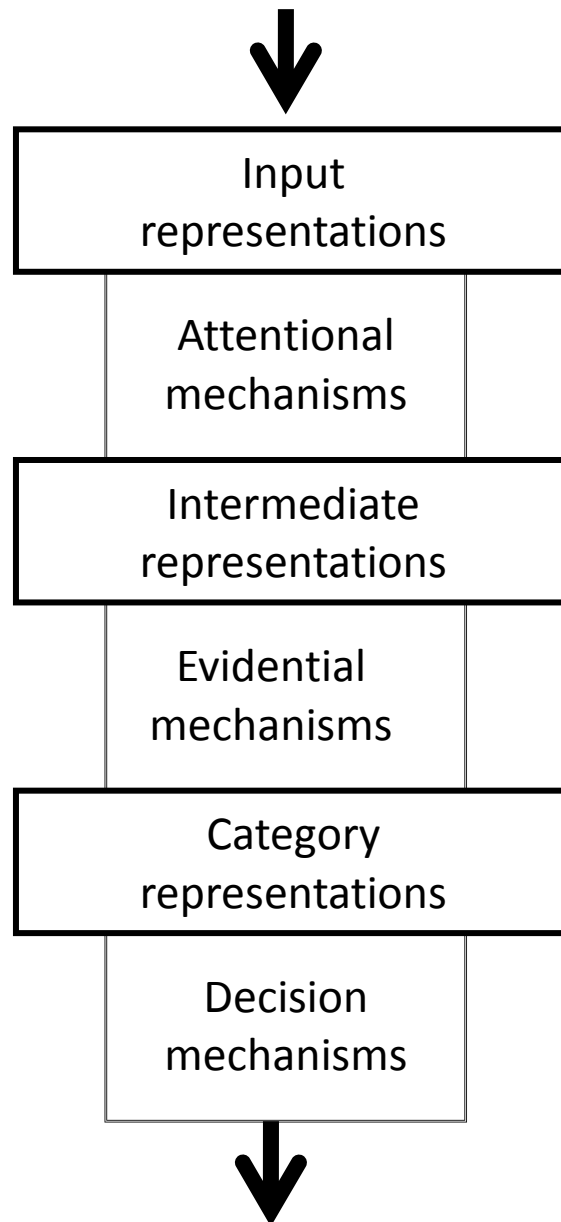 Input
representations
Attentional
mechanisms
Intermediate
representations
Evidential
mechanisms
Category
representations
Decision
mechanisms